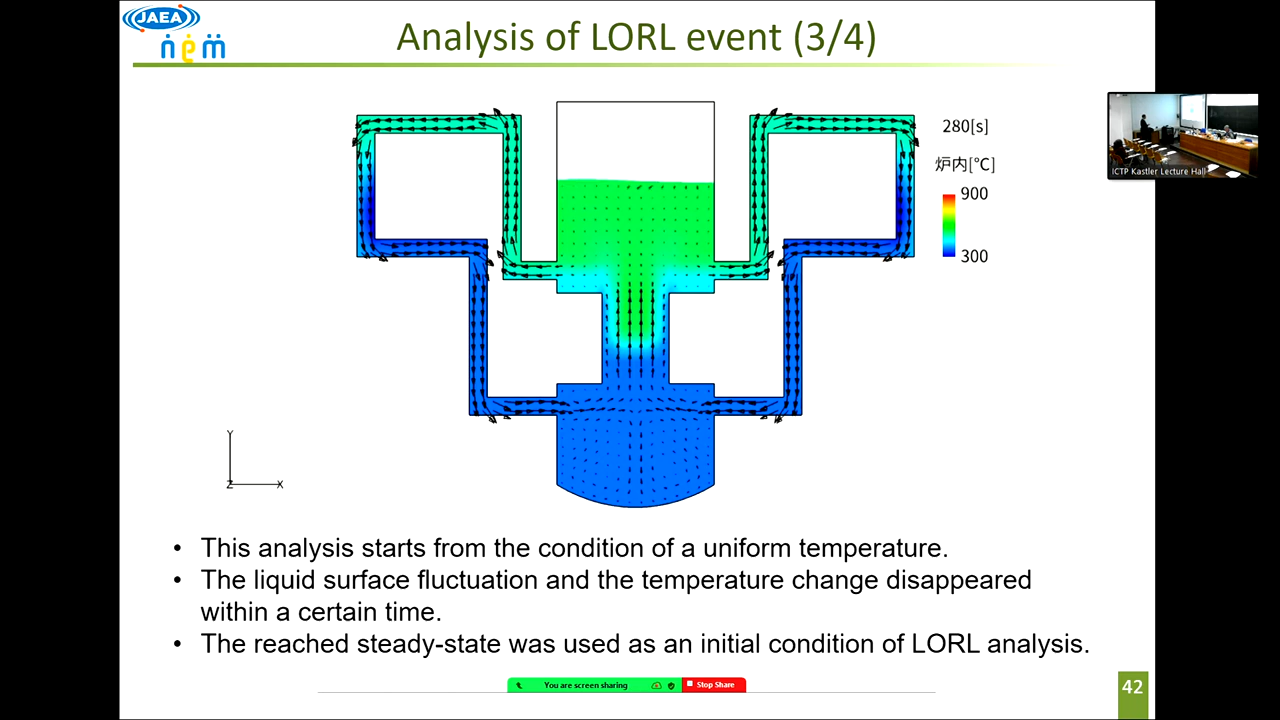 JAEA
nem
Analysis of LORL event (3/4)
280[s]
炉内[℃]
900
300
ICTP Kastler Lecture Hall
Y
Z
X
• This analysis starts from the condition of a uniform temperature.
• The liquid surface fluctuation and the temperature change disappeared
within a certain time.
• The reached steady-state was used as an initial condition of LORL analysis.
You are screen sharing
Stop Share
42